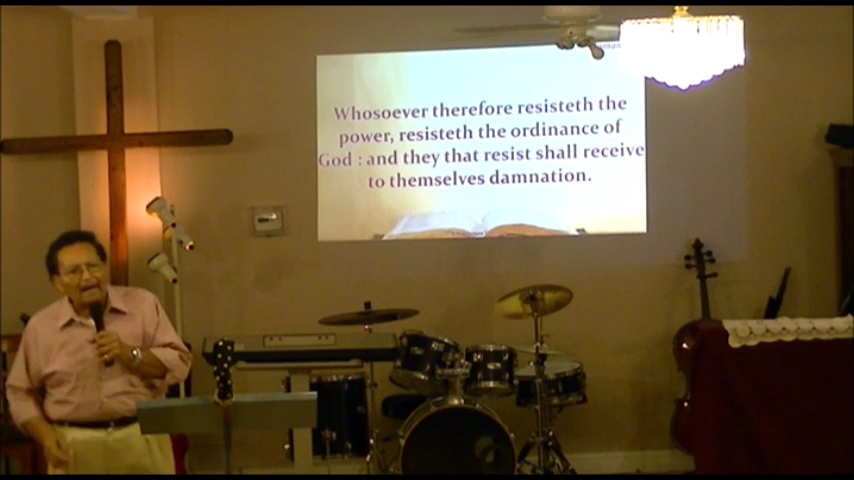 Whosoever therefore resisteth the
power, resisteth the ordinance of
God : and they that resist shall receive
to themselves damnation.